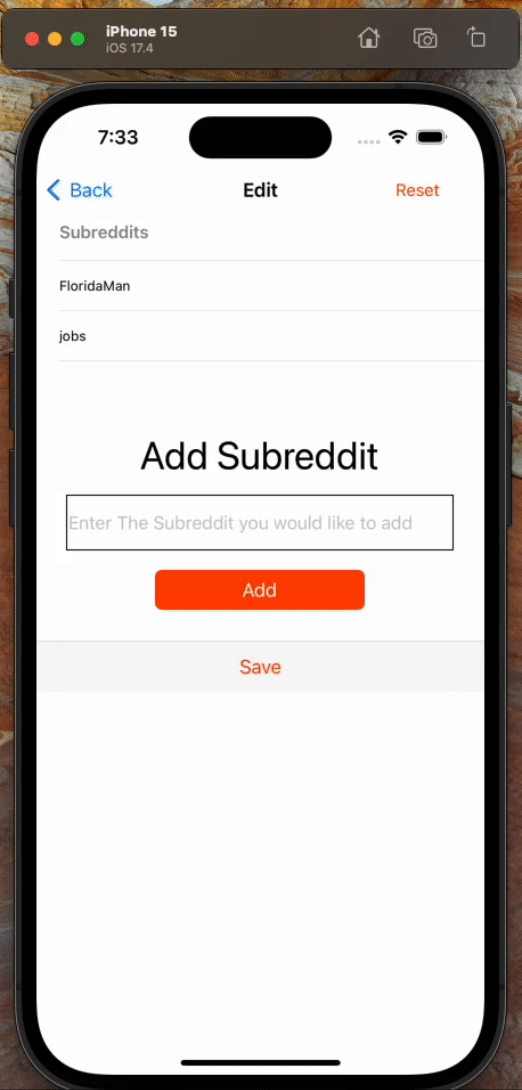 iPhone 15
iOS 17.4
7:33
Back Edit Reset
Subreddits
FloridaMan
jobs
Add Subreddit
Enter The Subreddit you would like to add
Add
Save